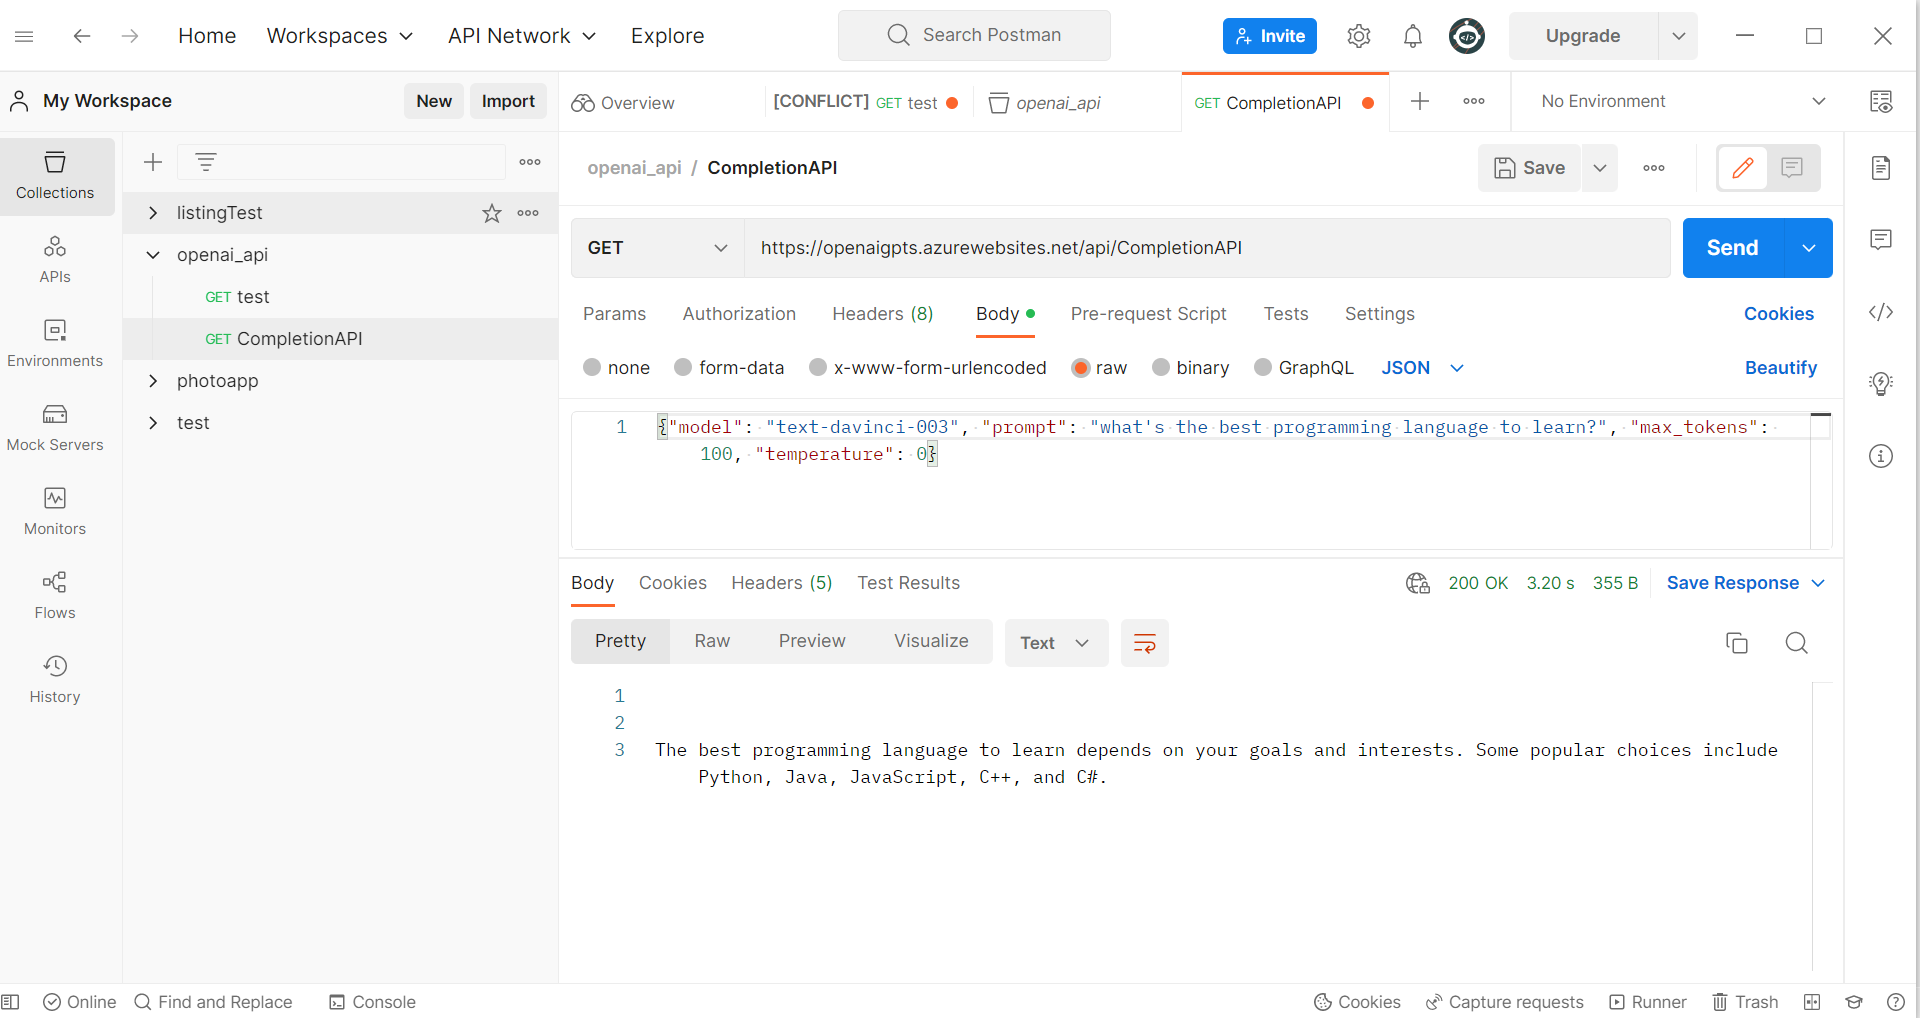 Home Workspaces API Network Explore Search Postman Invite Upgrade
My Workspace New Import
Overview [CONFLICT] GET test openai_api GET CompletionAPI No Environment
Collections
APIs
Environments
Mock Servers
Monitors
Flows
History
listingTest
openai_api
GET test
GET CompletionAPI
photoapp
test
openai_api / CompletionAPI Save
GET https://openaigpts.azurewebsites.net/api/CompletionAPI Send
Params Authorization Headers (8) Body Pre-request Script Tests Settings Cookies
none form-data x-www-form-urlencoded raw binary GraphQL JSON Beautify
1 {"model": "text-davinci-003", "prompt": "what's the best programming language to learn?", "max_tokens":
100, "temperature": 0}
Body Cookies Headers (5) Test Results 200 OK 3.20 s 355 B Save Response
Pretty Raw Preview Visualize Text
1
2
3 The best programming language to learn depends on your goals and interests. Some popular choices include
Python, Java, JavaScript, C++, and C#.
Online Find and Replace Console Cookies Capture requests Runner Trash